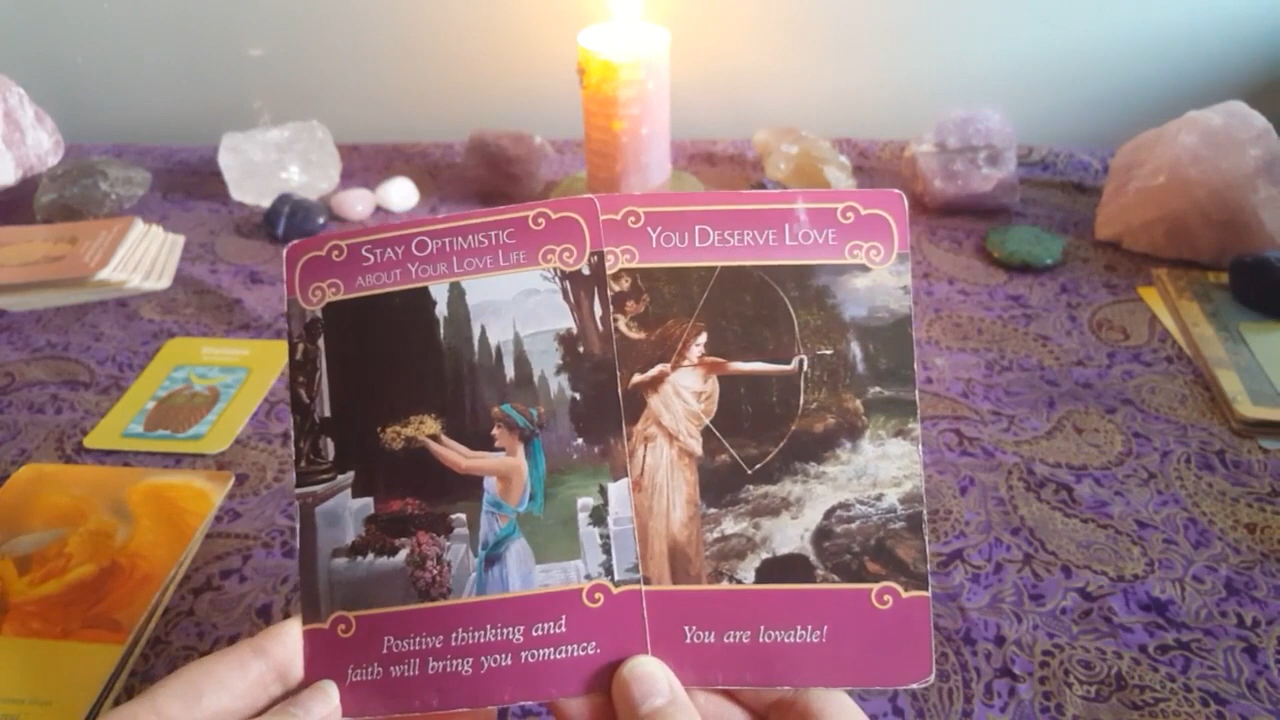 STAY OPTIMISTIC
ABOUT YOUR LOVE LIFE
Positive thinking and
faith will bring you romance.
YOU DESERVE LOVE
You are lovable!